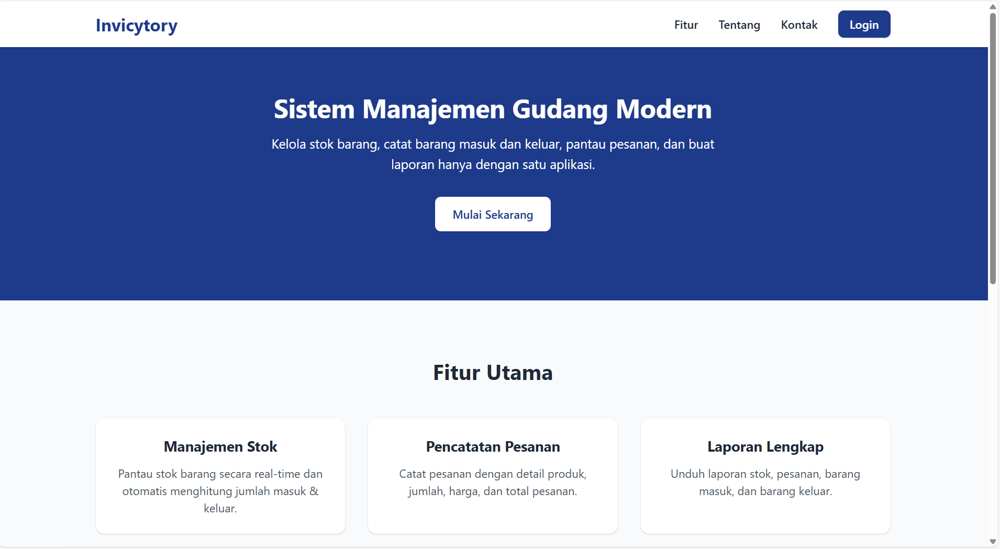 Invicytory
Fitur
Tentang
Kontak
Login
Sistem Manajemen Gudang Modern
Kelola stok barang, catat barang masuk dan keluar, pantau pesanan, dan buat
laporan hanya dengan satu aplikasi.
Mulai Sekarang
Fitur Utama
Manajemen Stok
Pantau stok barang secara real-time dan
otomatis menghitung jumlah masuk &
keluar.
Pencatatan Pesanan
Catat pesanan dengan detail produk,
jumlah, harga, dan total pesanan.
Laporan Lengkap
Unduh laporan stok, pesanan, barang
masuk, dan barang keluar.